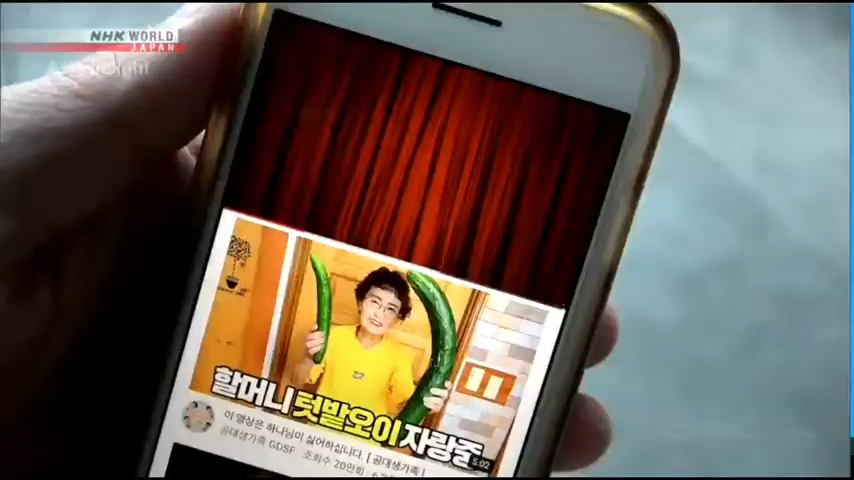 NHK WORLD
JAPAN
할머니 텃밭오이 자랑중
5:02
이 영상은 하나님이 싫어하십니다. [ 공대생가족 ]
공대생가족 GDSF 조회수 20만회